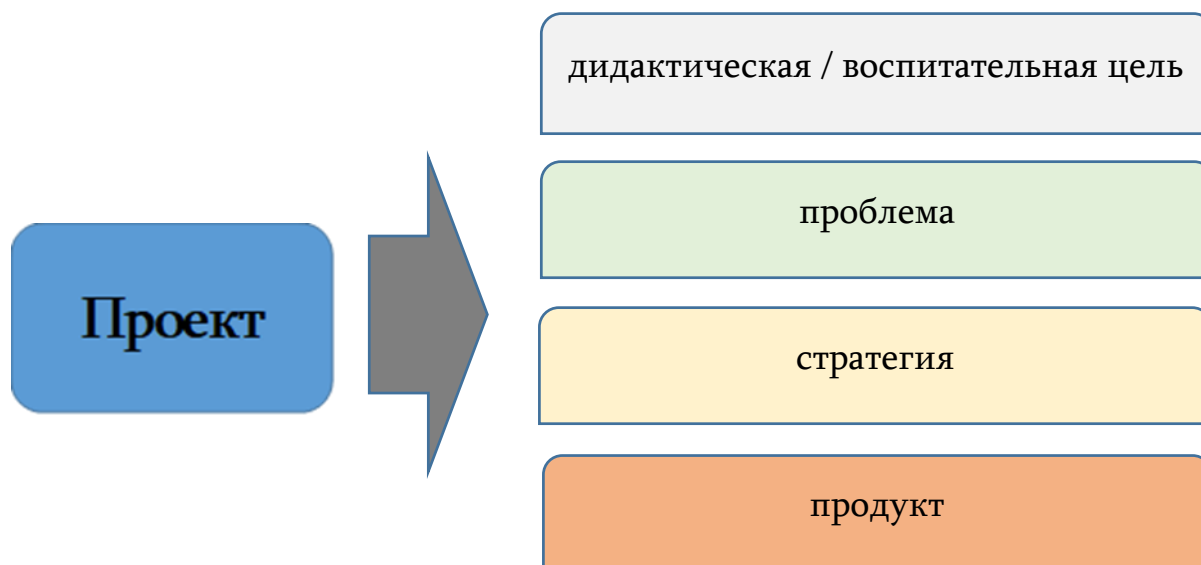 дидактическая / воспитательная цель
проблема
Проект
стратегия
продукт